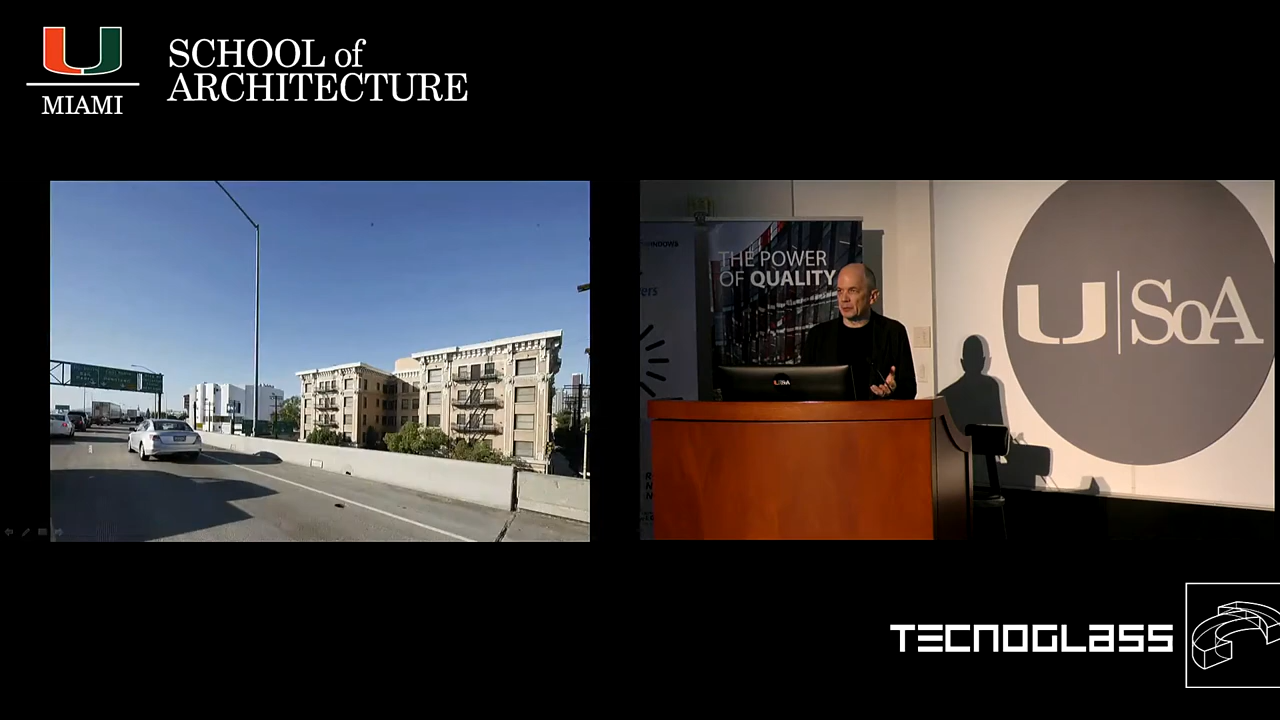 SCHOOL of
ARCHITECTURE
MIAMI
THE POWER
OF QUALITY
U SoA
TECNOGLASS